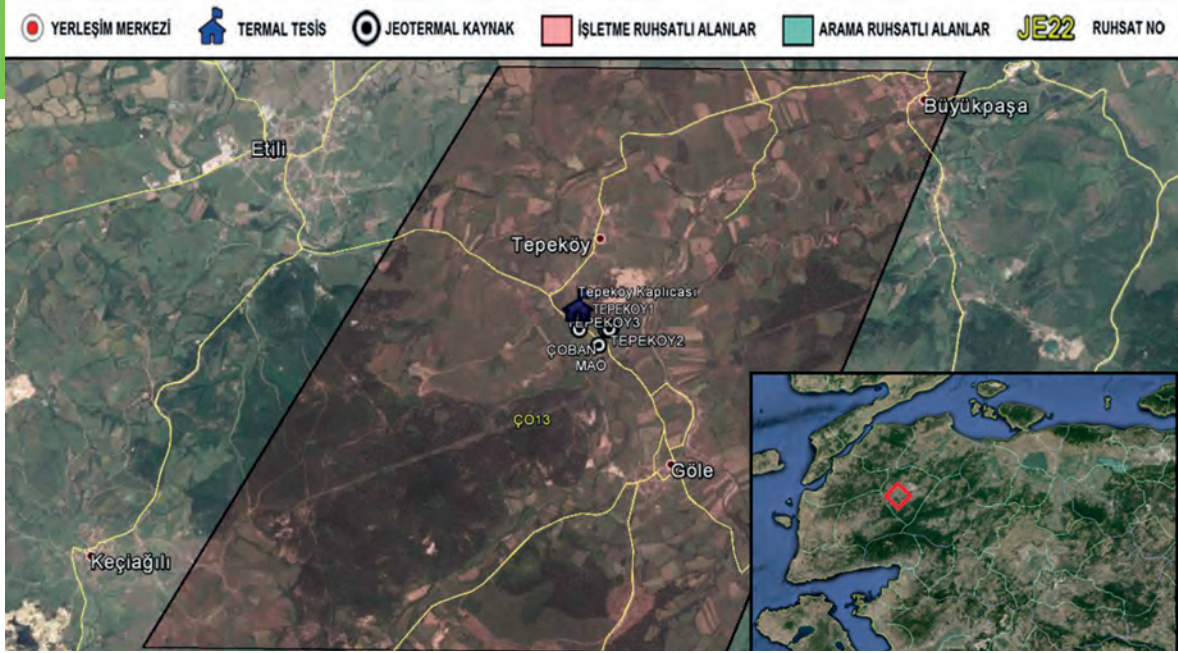 YERLEŞİM MERKEZİ TERMAL TESİS JEOTERMAL KAYNAK İŞLETME RUHSATLI ALANLAR ARAMA RUHSATLI ALANLAR JE22 RUHSAT NO
Büyükpaşa
Etili
Tepeköy
Tepeköy Kaplıcası
TEPEKÖY1
TEPEKÖY3
TEPEKÖY2
ÇOBAN
MAO
ÇO13
Göle
Keçiağılı